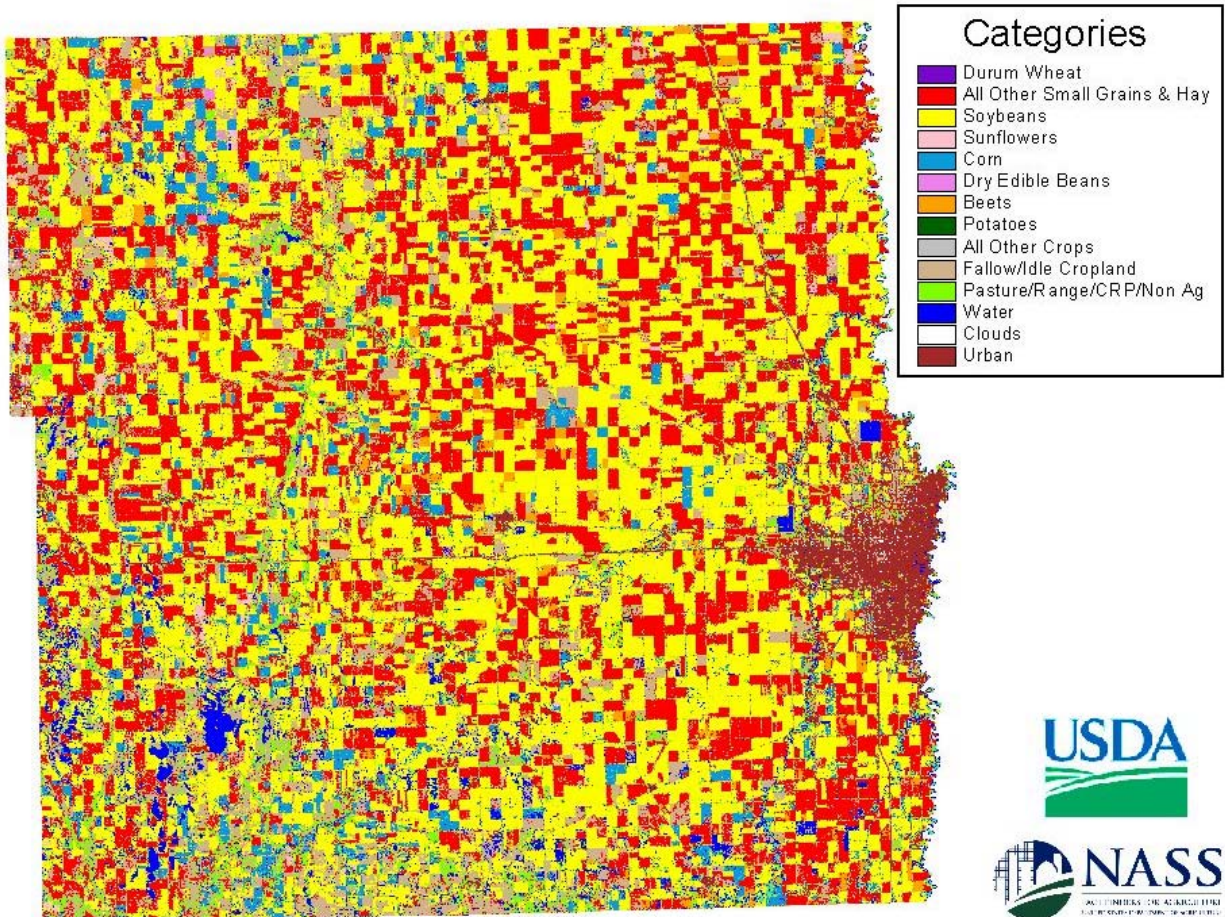 Categories
Durum Wheat
All Other Small Grains & Hay
Soybeans
Sunflowers
Corn
Dry Edible Beans
Beets
Potatoes
All Other Crops
Fallow/Idle Cropland
Pasture/Range/CRP/Non Ag
Water
Clouds
Urban
USDA
NASS